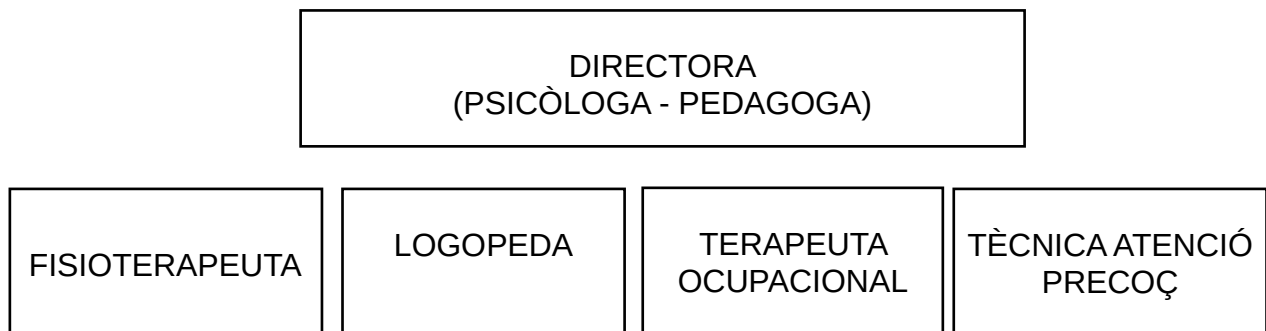 DIRECTORA
(PSICÒLOGA - PEDAGOGA)
FISIOTERAPEUTA
LOGOPEDA
TERAPEUTA
OCUPACIONAL
TÈCNICA ATENCIÓ
PRECOÇ